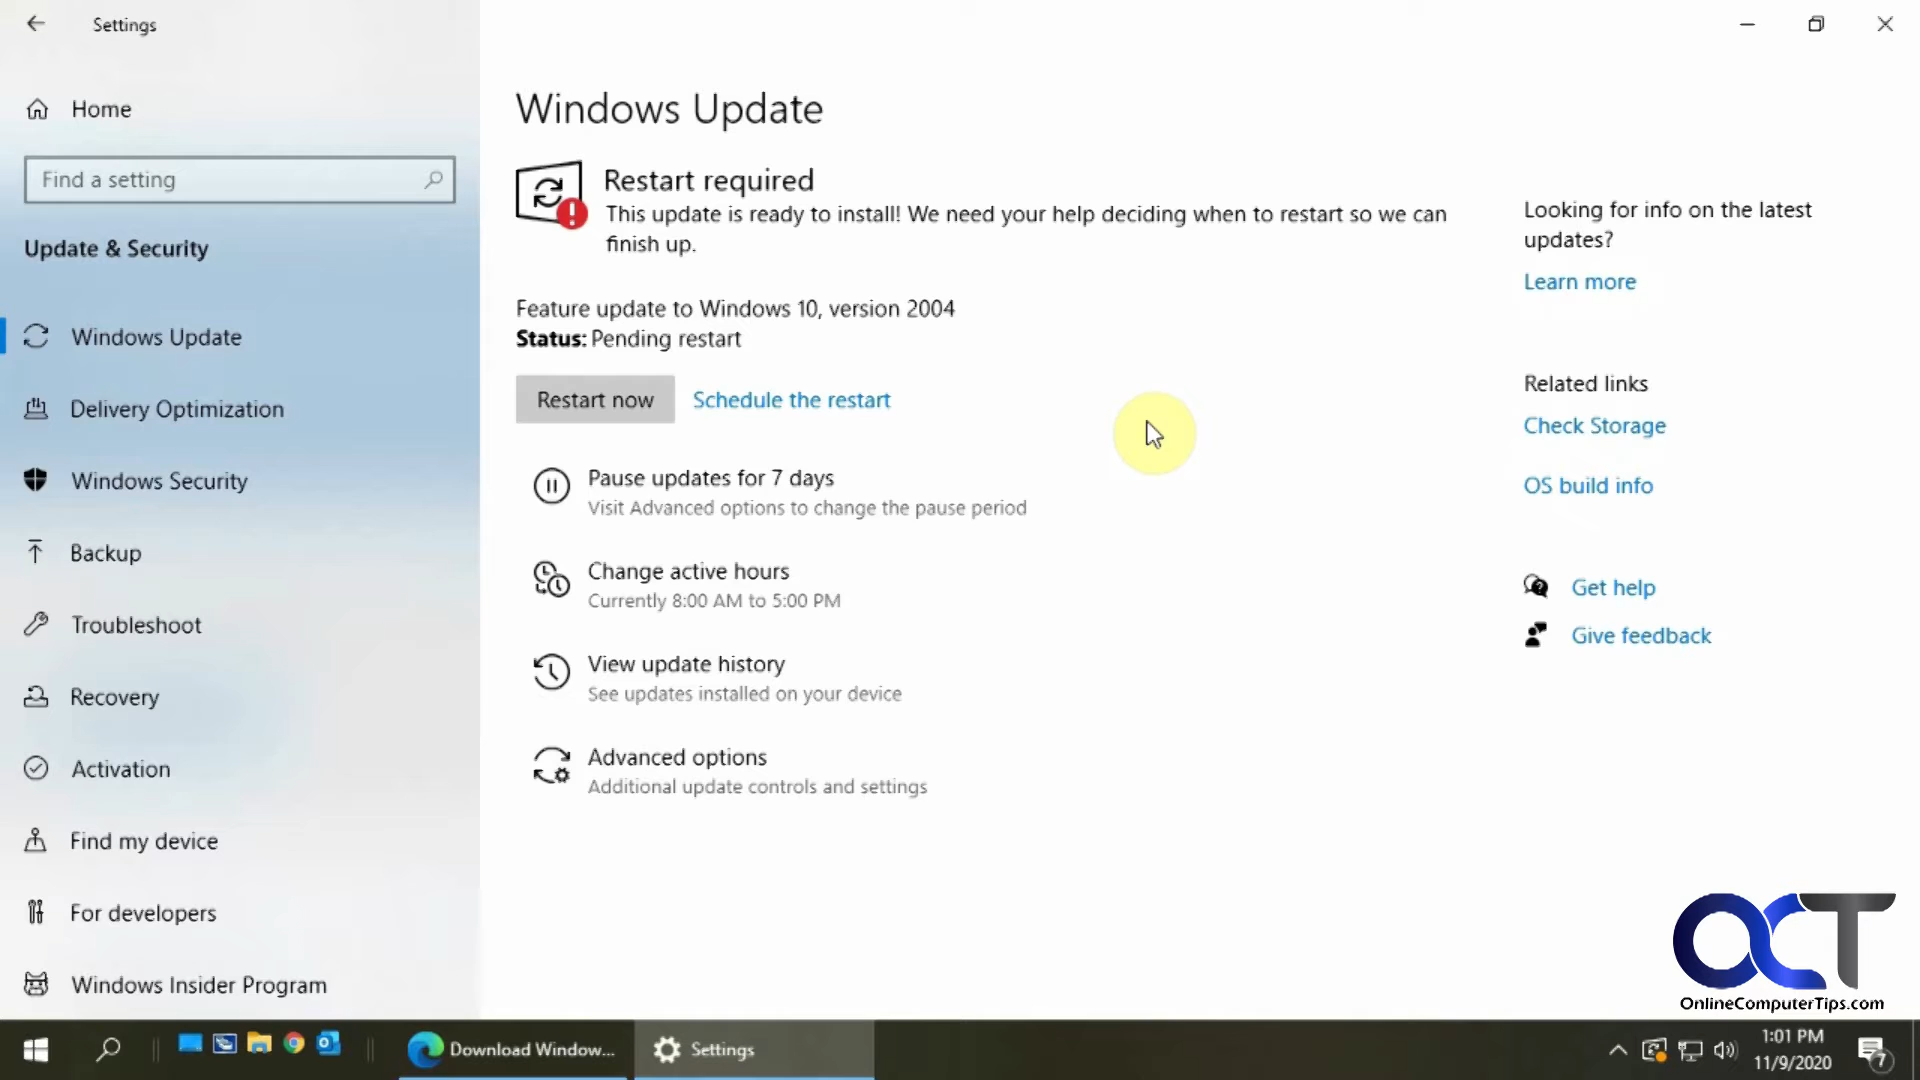 Settings
Home
Find a setting
Update & Security
Windows Update
Delivery Optimization
Windows Security
Backup
Troubleshoot
Recovery
Activation
Find my device
For developers
Windows Insider Program
Windows Update
Restart required
This update is ready to install! We need your help deciding when to restart so we can
finish up.
Feature update to Windows 10, version 2004
Status: Pending restart
Restart now
Schedule the restart
Pause updates for 7 days
Visit Advanced options to change the pause period
Change active hours
Currently 8:00 AM to 5:00 PM
View update history
See updates installed on your device
Advanced options
Additional update controls and settings
Looking for info on the latest
updates?
Learn more
Related links
Check Storage
OS build info
Get help
Give feedback
OCT
OnlineComputerTips.com
Download Window...
Settings
1:01 PM
11/9/2020
7